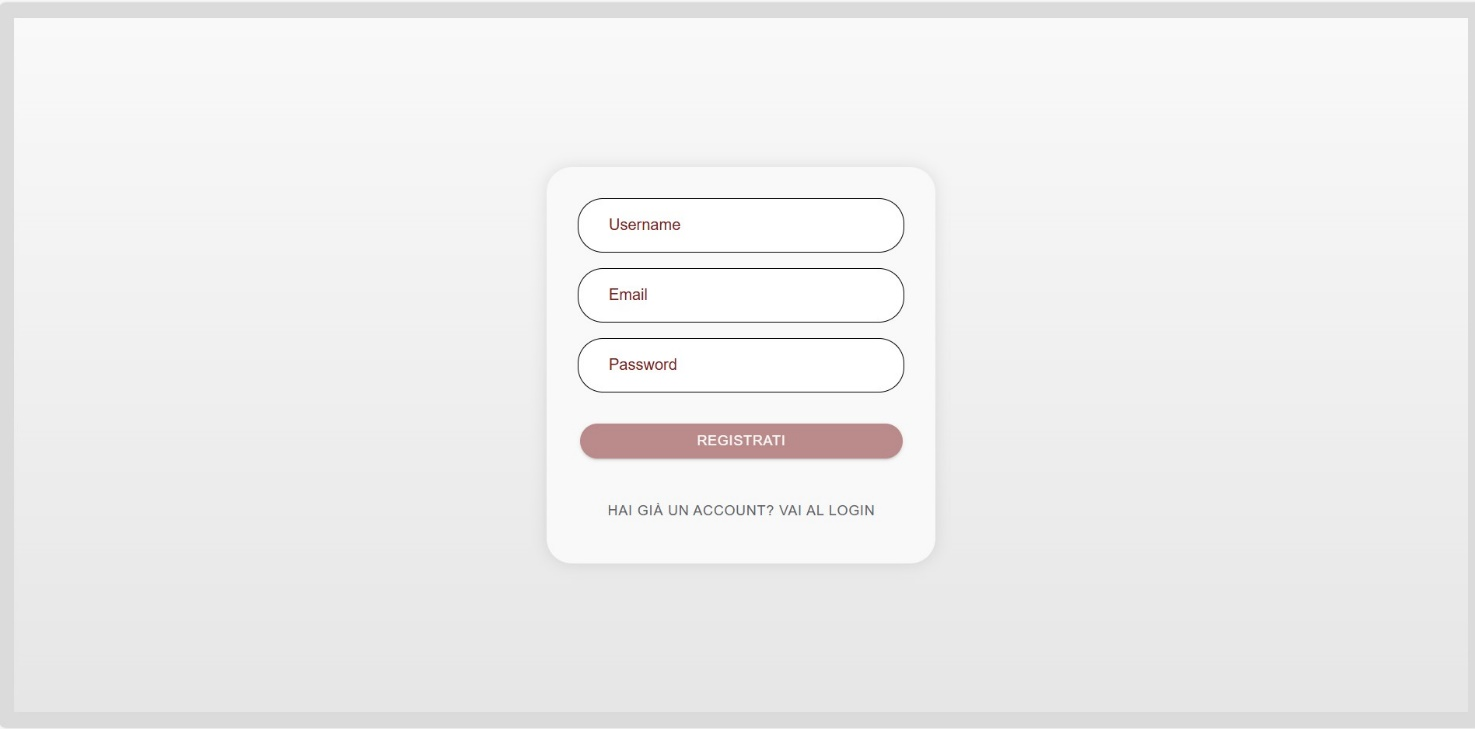 Username
Email
Password
REGISTRATI
HAI GIÀ UN ACCOUNT? VAI AL LOGIN